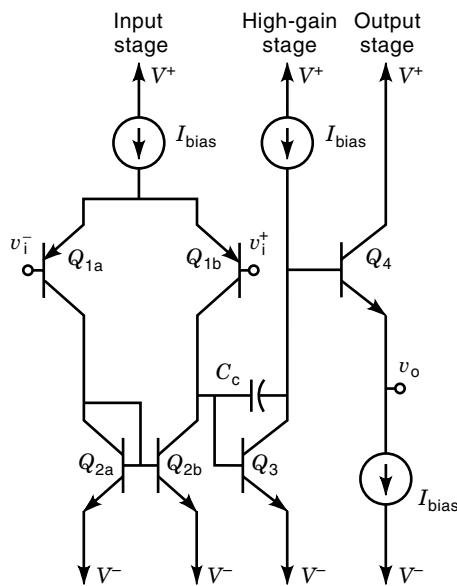 Input stage
High-gain stage
Output stage
V+
V+
V+
I_bias
I_bias
v_i^-
Q_1a
Q_1b
v_i^+
Q_4
C_c
v_o
Q_2a
Q_2b
Q_3
I_bias
V−
V−
V−
V−